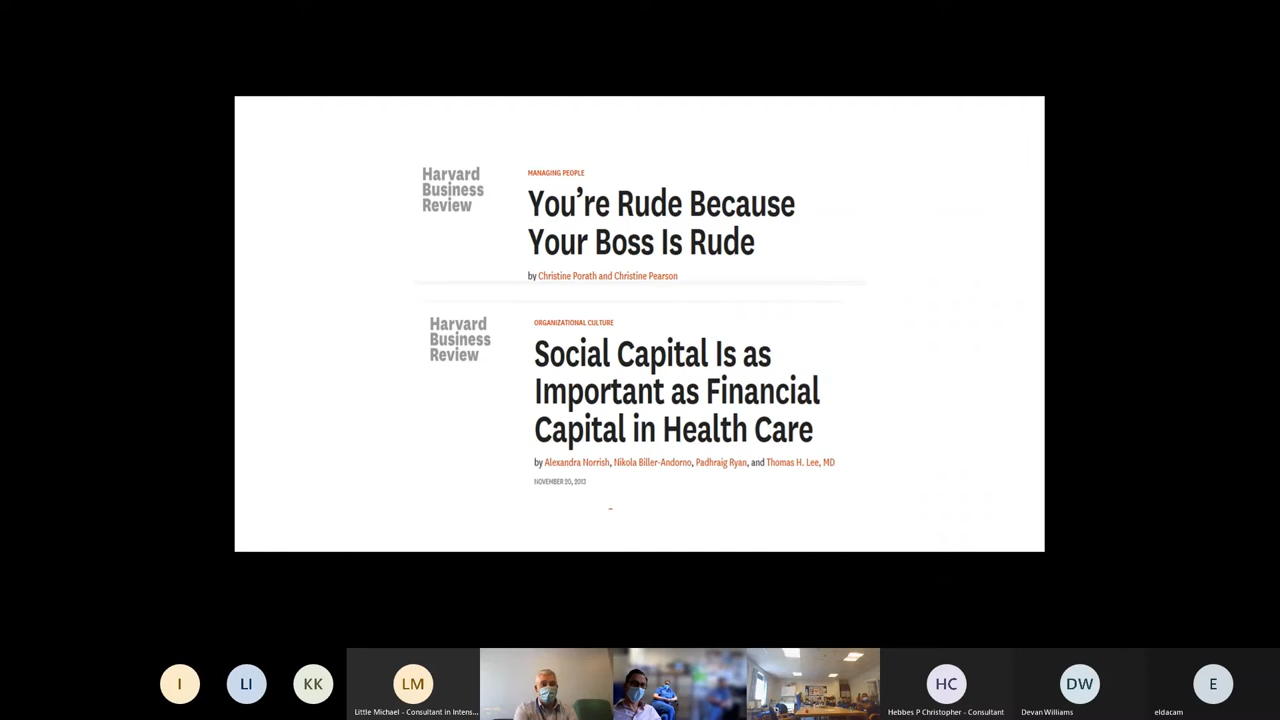 Harvard
Business
Review
MANAGING PEOPLE
You’re Rude Because
Your Boss Is Rude
by Christine Porath and Christine Pearson
Harvard
Business
Review
ORGANIZATIONAL CULTURE
Social Capital Is as
Important as Financial
Capital in Health Care
by Alexandra Norrish, Nikola Biller-Andorno, Padhraig Ryan, and Thomas H. Lee, MD
NOVEMBER 20, 2013
I
LI
KK
LM
Little Michael - Consultant in Intens...
HC
Hebbes P Christopher - Consultant
DW
Devan Williams
E
eldacam